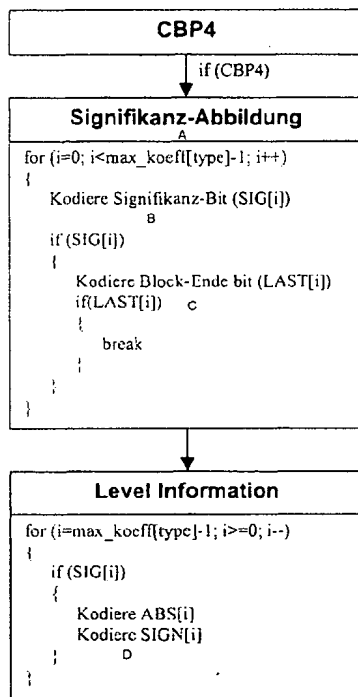 CBP4
if (CBP4)
Signifikanz-Abbildung
A
for (i=0; i<max_koeff[type]-1; i++)
{
Kodiere Signifikanz-Bit (SIG[i])
B
if (SIG[i])
{
Kodiere Block-Ende bit (LAST[i])
if(LAST[i]) C
{
break
}
}
}
Level Information
for (i=max_koeff[type]-1; i>=0; i--)
{
if (SIG[i])
{
Kodiere ABS[i]
Kodiere SIGN[i]
} D
}